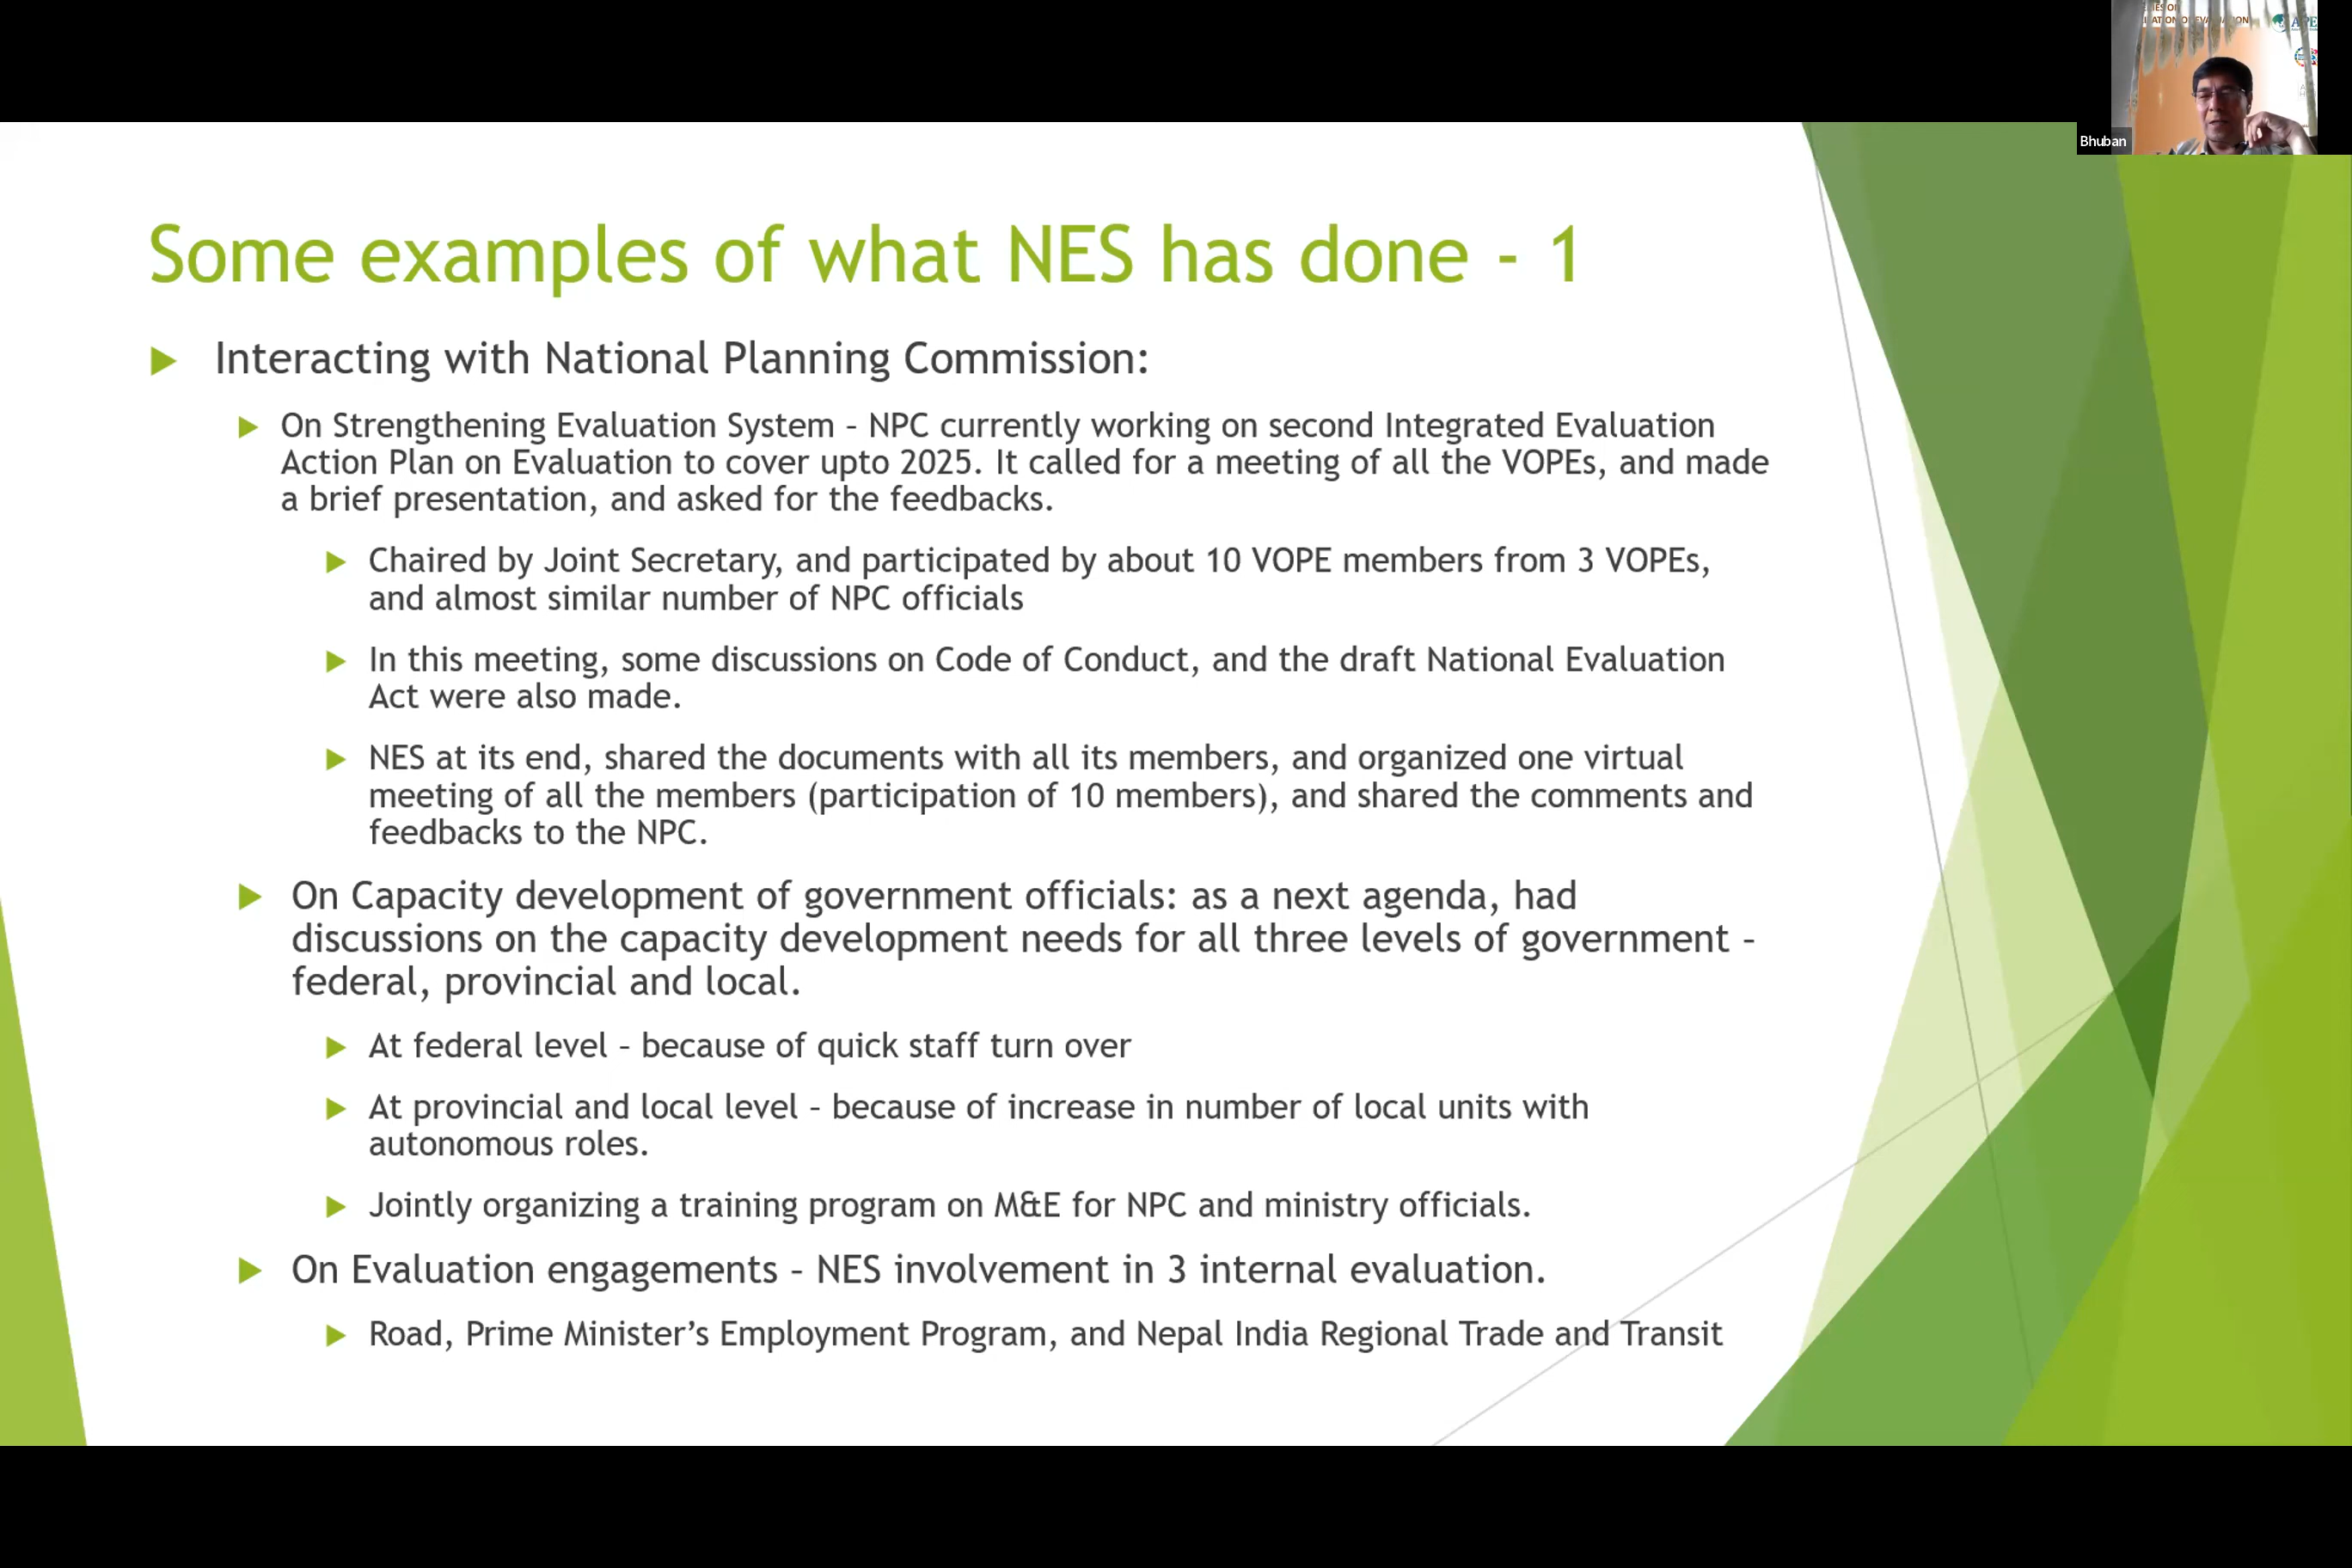 Bhuban
Some examples of what NES has done - 1
Interacting with National Planning Commission:
On Strengthening Evaluation System – NPC currently working on second Integrated Evaluation
Action Plan on Evaluation to cover upto 2025. It called for a meeting of all the VOPEs, and made
a brief presentation, and asked for the feedbacks.
Chaired by Joint Secretary, and participated by about 10 VOPE members from 3 VOPEs,
and almost similar number of NPC officials
In this meeting, some discussions on Code of Conduct, and the draft National Evaluation
Act were also made.
NES at its end, shared the documents with all its members, and organized one virtual
meeting of all the members (participation of 10 members), and shared the comments and
feedbacks to the NPC.
On Capacity development of government officials: as a next agenda, had
discussions on the capacity development needs for all three levels of government –
federal, provincial and local.
At federal level – because of quick staff turn over
At provincial and local level – because of increase in number of local units with
autonomous roles.
Jointly organizing a training program on M&E for NPC and ministry officials.
On Evaluation engagements – NES involvement in 3 internal evaluation.
Road, Prime Minister’s Employment Program, and Nepal India Regional Trade and Transit